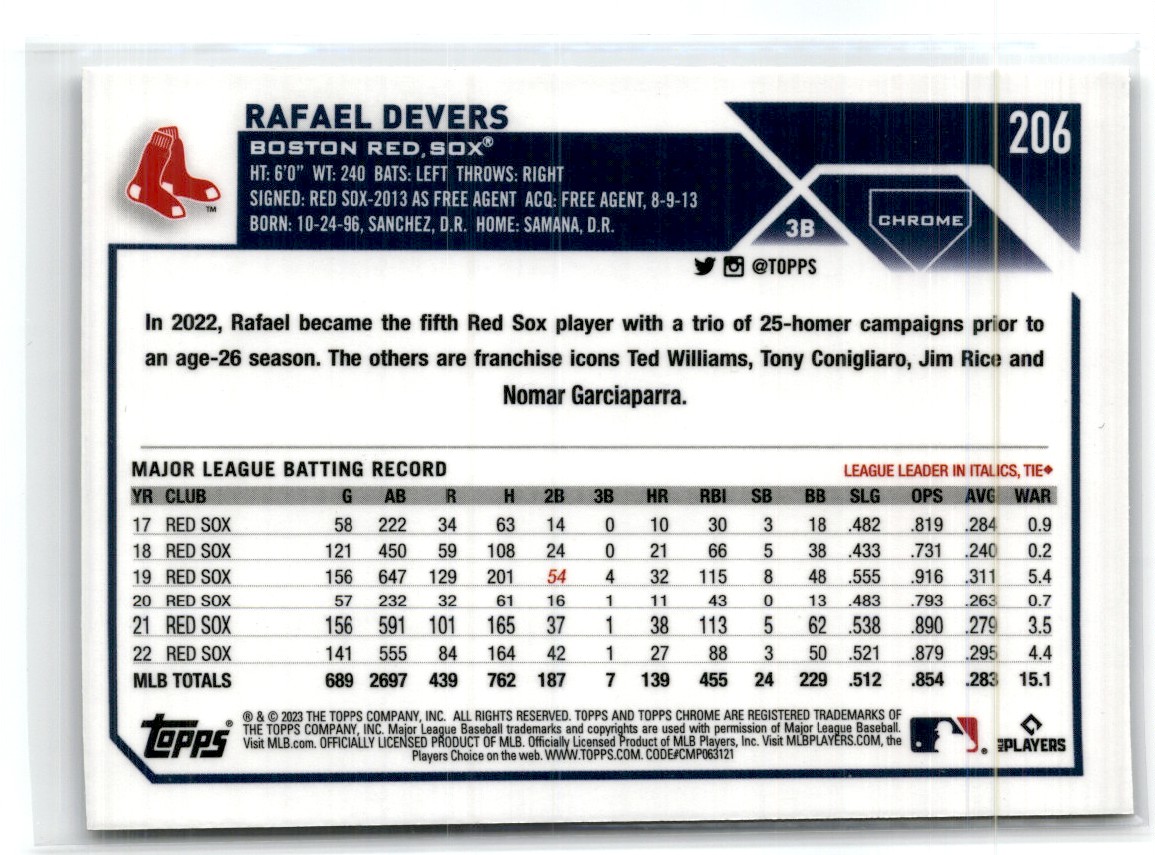 RAFAEL DEVERS
206
BOSTON RED SOX®
HT: 6'0" WT: 240 BATS: LEFT THROWS: RIGHT
SIGNED: RED SOX-2013 AS FREE AGENT ACQ: FREE AGENT, 8-9-13
BORN: 10-24-96, SANCHEZ, D.R. HOME: SAMANA, D.R.
TM
3B
CHROME
@TOPPS
In 2022, Rafael became the fifth Red Sox player with a trio of 25-homer campaigns prior to
an age-26 season. The others are franchise icons Ted Williams, Tony Conigliaro, Jim Rice and
Nomar Garciaparra.
MAJOR LEAGUE BATTING RECORD
LEAGUE LEADER IN ITALICS, TIE◆
YR CLUB G AB R H 2B 3B HR RBI SB BB SLG OPS AVG WAR
17 RED SOX 58 222 34 63 14 0 10 30 3 18 .482 .819 .284 0.9
18 RED SOX 121 450 59 108 24 0 21 66 5 38 .433 .731 .240 0.2
19 RED SOX 156 647 129 201 54 4 32 115 8 48 .555 .916 .311 5.4
20 RED SOX 57 232 32 61 16 1 11 43 0 13 .483 .793 .263 0.7
21 RED SOX 156 591 101 165 37 1 38 113 5 62 .538 .890 .279 3.5
22 RED SOX 141 555 84 164 42 1 27 88 3 50 .521 .879 .295 4.4
MLB TOTALS 689 2697 439 762 187 7 139 455 24 229 .512 .854 .283 15.1
Topps®
® & © 2023 THE TOPPS COMPANY, INC. ALL RIGHTS RESERVED. TOPPS AND TOPPS CHROME ARE REGISTERED TRADEMARKS OF
THE TOPPS COMPANY, INC. Major League Baseball trademarks and copyrights are used with permission of Major League Baseball.
Visit MLB.com. OFFICIALLY LICENSED PRODUCT OF MLB. Officially Licensed Product of MLB Players, Inc. Visit MLBPLAYERS.COM, the
Players Choice on the web. WWW.TOPPS.COM. CODE#CMP063121
MLB PLAYERS